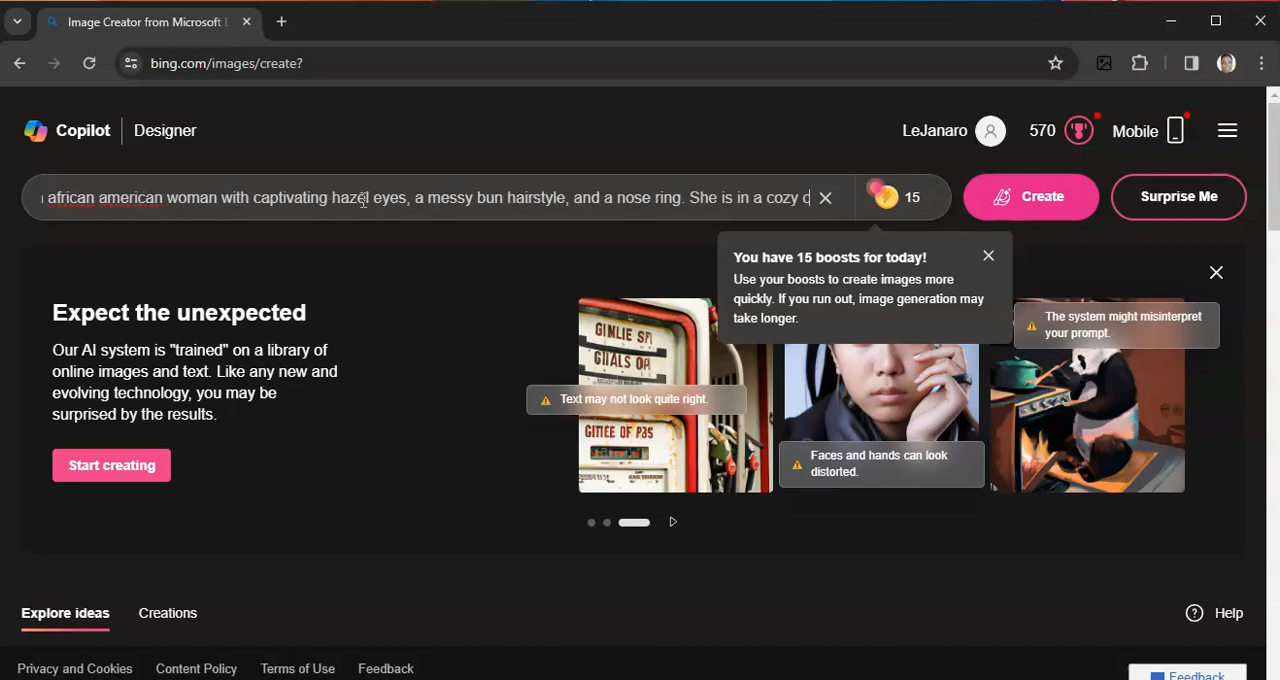 Image Creator from Microsoft
bing.com/images/create?
Copilot
Designer
LeJanaro
570
Mobile
african american woman with captivating hazel eyes, a messy bun hairstyle, and a nose ring. She is in a cozy c
15
Create
Surprise Me
You have 15 boosts for today!
Use your boosts to create images more
quickly. If you run out, image generation may
take longer.
Expect the unexpected
Our AI system is "trained" on a library of
online images and text. Like any new and
evolving technology, you may be
surprised by the results.
Start creating
Text may not look quite right.
GITIEE OF PBS
Faces and hands can look
distorted.
The system might misinterpret
your prompt.
Explore ideas
Creations
Help
Privacy and Cookies
Content Policy
Terms of Use
Feedback
Feedback